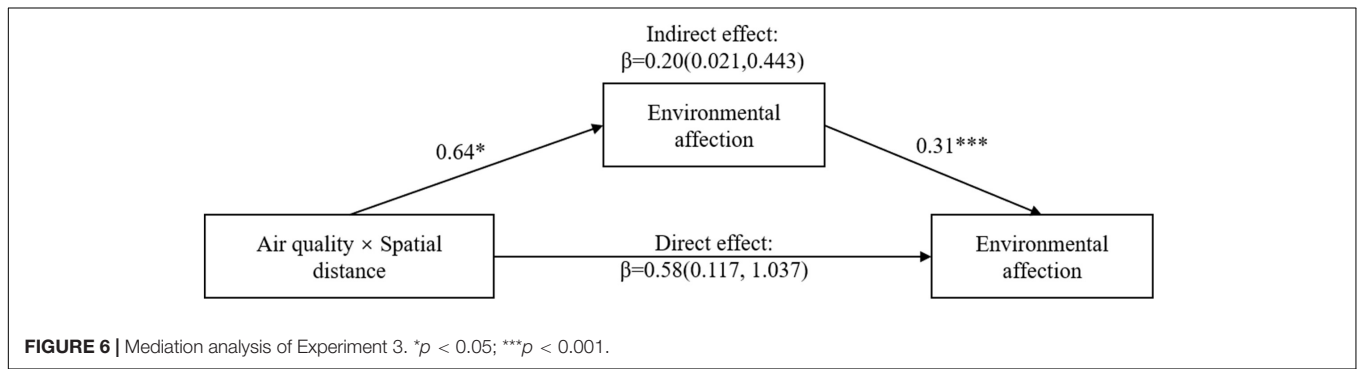 Indirect effect:
β=0.20(0.021,0.443)
Environmental
affection
0.64*
0.31***
Air quality × Spatial
distance
Direct effect:
β=0.58(0.117, 1.037)
Environmental
affection
FIGURE 6 | Mediation analysis of Experiment 3. *p < 0.05; ***p < 0.001.